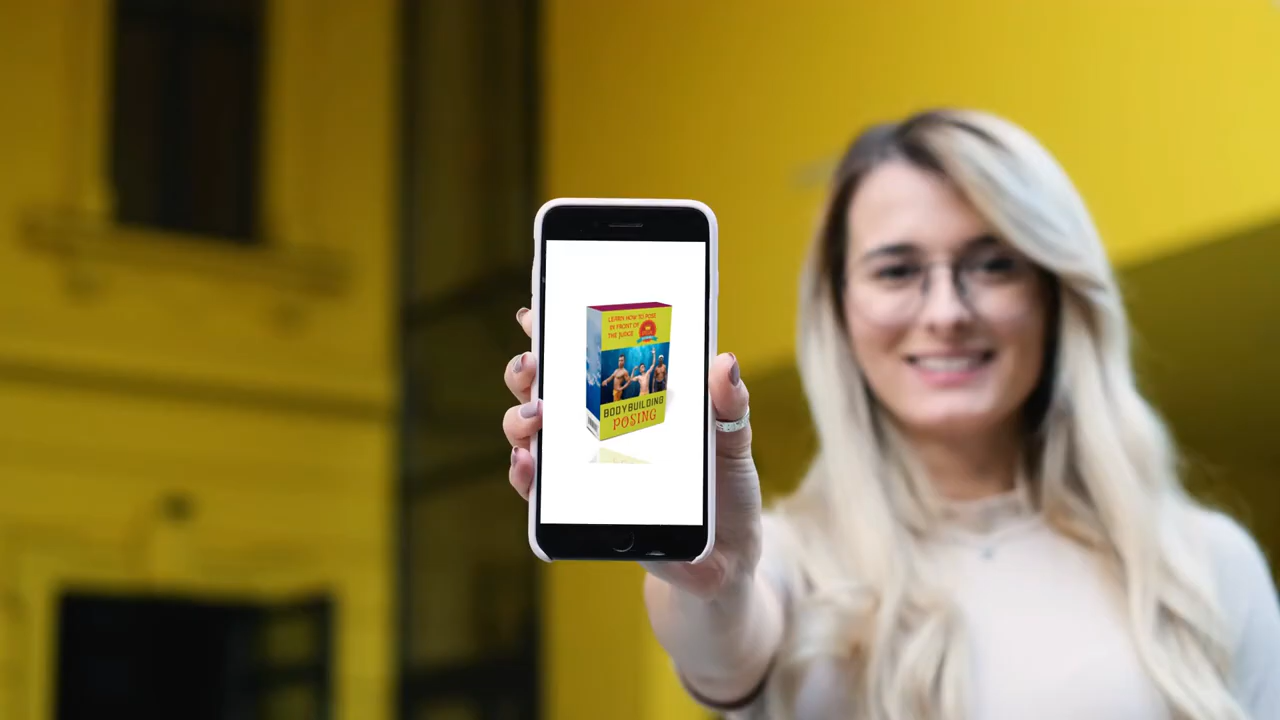 LEARN HOW TO POSE
IN FRONT OF
THE JUDGE
BODYBUILDING
POSING